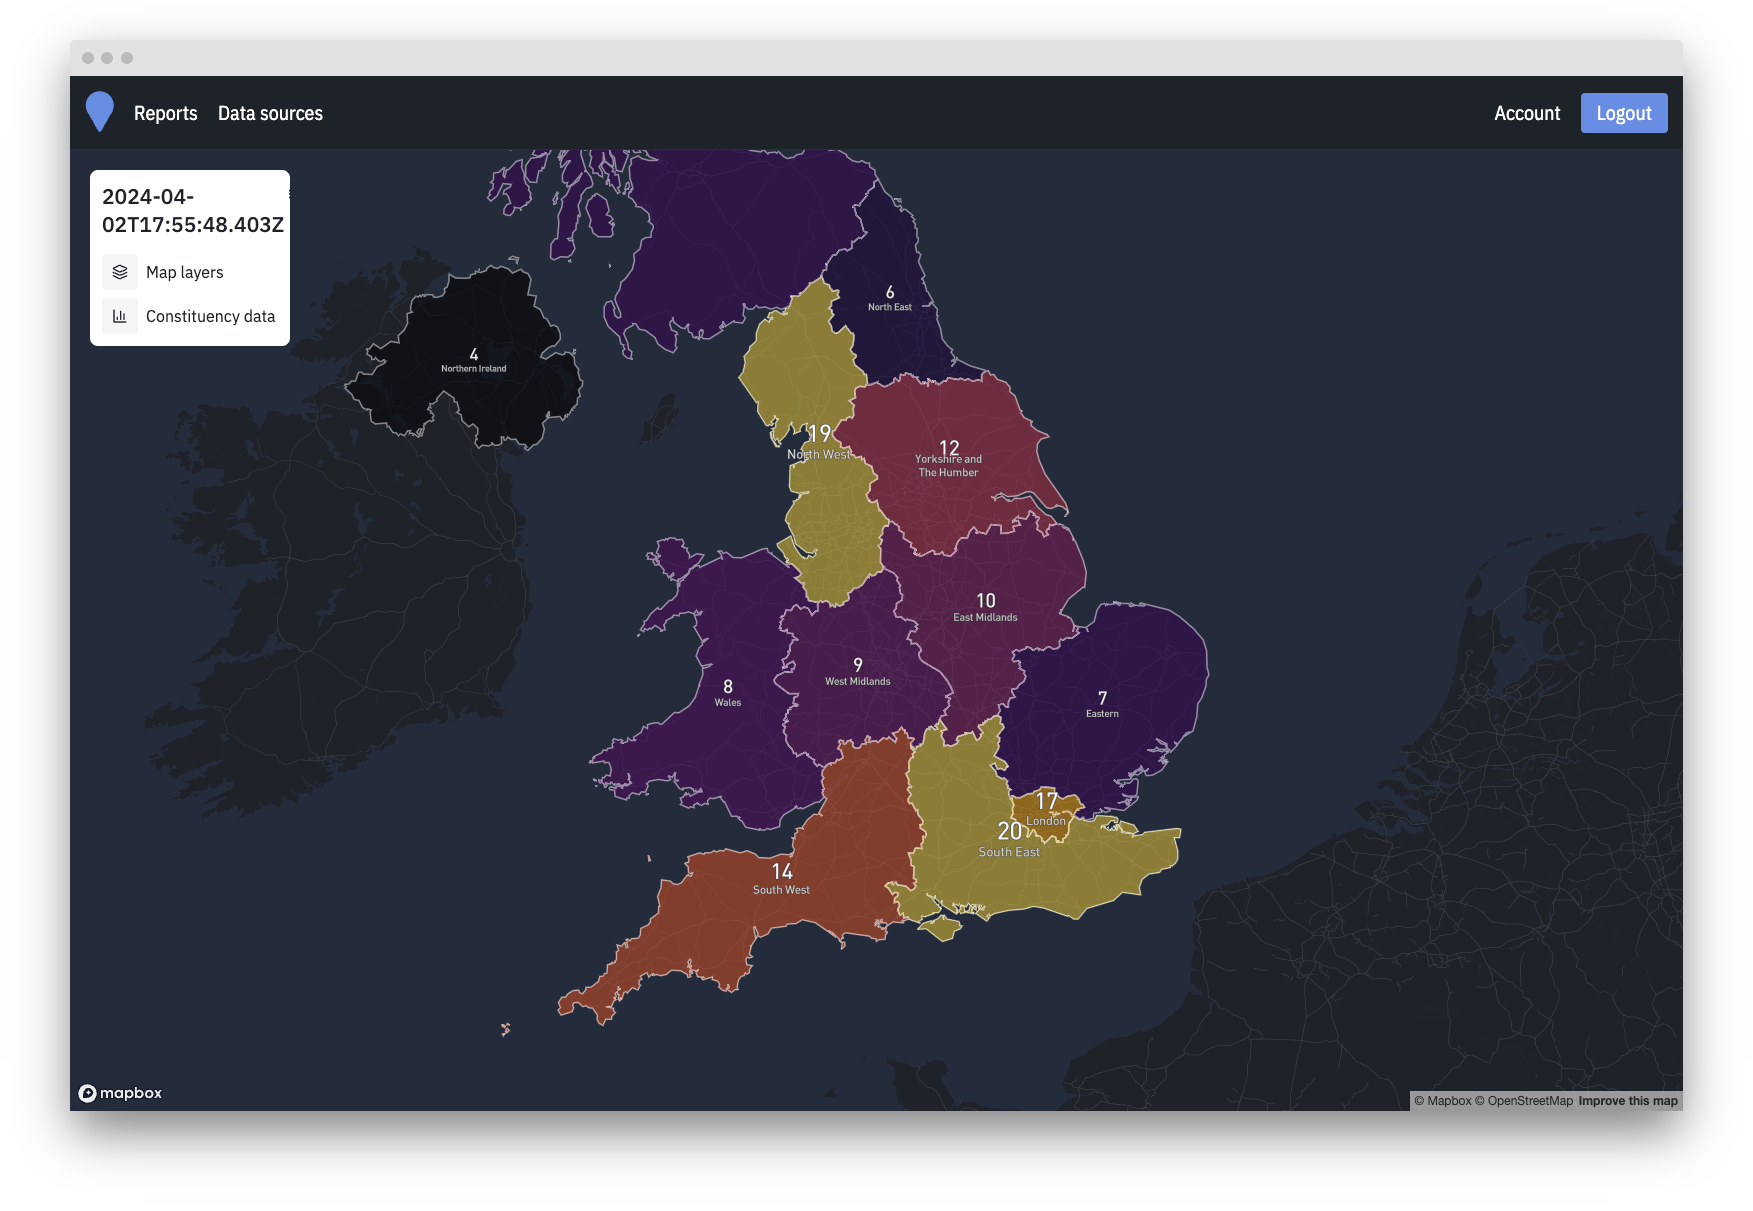 Reports Data sources Account Logout
2024-04-
02T17:55:48.403Z
Map layers
Constituency data
6
North East
4
Northern Ireland
19
North West
12
Yorkshire and
The Humber
10
East Midlands
9
West Midlands
8
Wales
7
Eastern
17
London
20
South East
14
South West
mapbox
© Mapbox © OpenStreetMap Improve this map